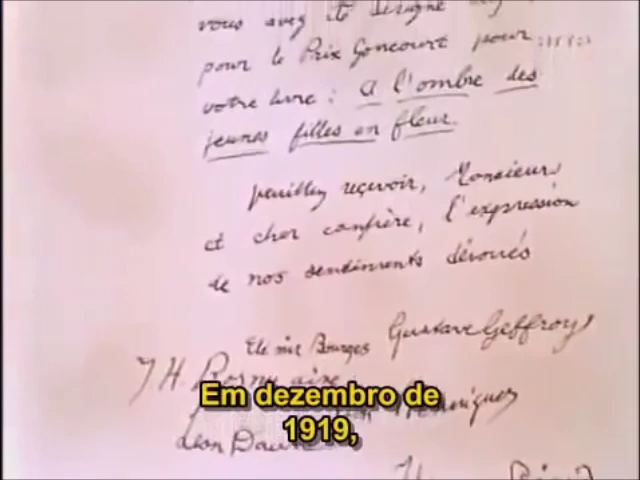 vous avez été désigné
pour le Prix Goncourt pour
votre livre : A l'ombre des
jeunes filles en fleur.
Veuillez reçevoir, Monsieur
et cher confrère, l'expression
de nos sentiments dévoués
Elémir Bourges Gustave Geffroy
J H. Rosny aîné
Em dezembro de
1919,
Léon